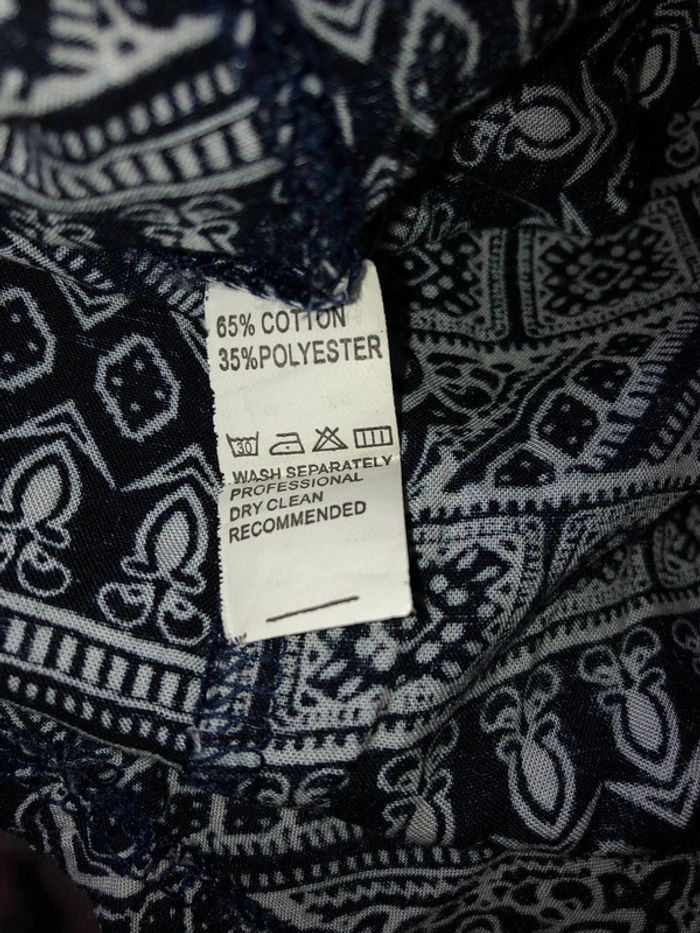 65% COTTON
35%POLYESTER
30
WASH SEPARATELY
PROFESSIONAL
DRY CLEAN
RECOMMENDED